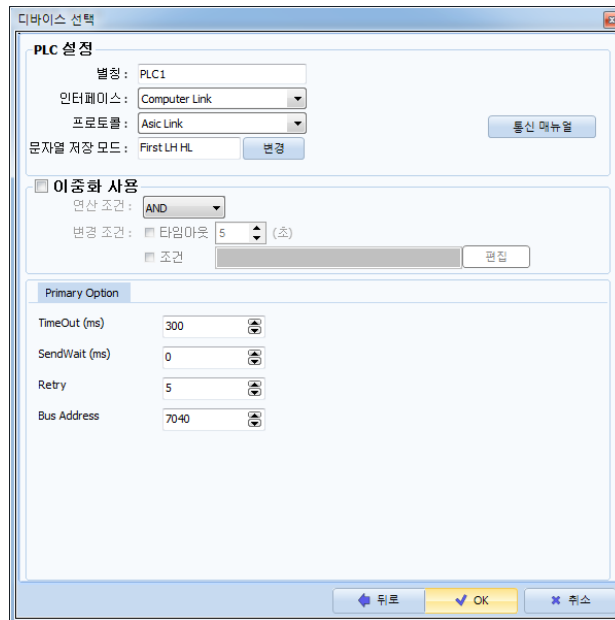 디바이스 선택
PLC 설정
별칭 : PLC1
인터페이스 : Computer Link
프로토콜 : Asic Link
통신 매뉴얼
문자열 저장 모드 : First LH HL 변경
이중화 사용
연산 조건 : AND
변경 조건 : 타임아웃 5 (초)
조건 편집
Primary Option
TimeOut (ms) 300
SendWait (ms) 0
Retry 5
Bus Address 7040
뒤로 OK 취소